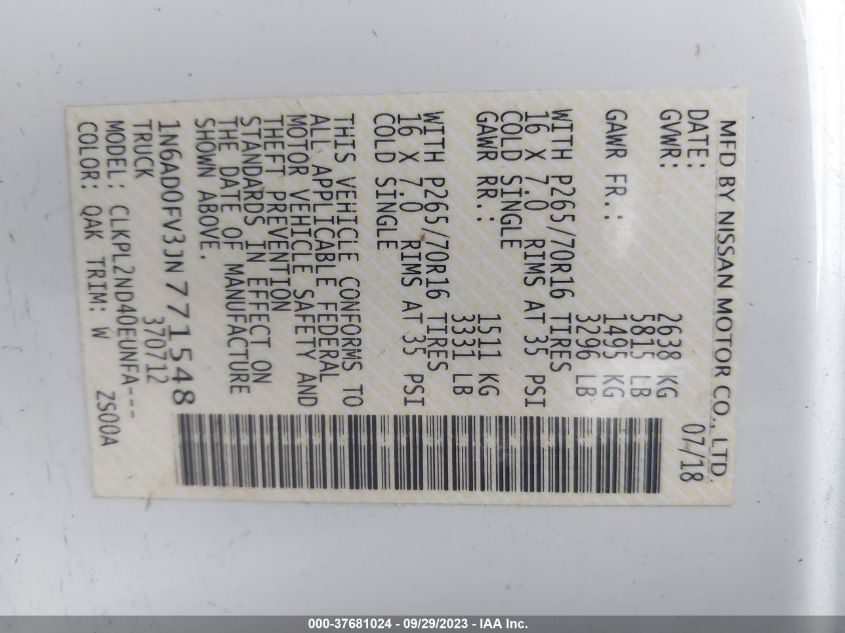 MFD BY NISSAN MOTOR CO., LTD.
DATE: 07/18
GVWR: 2638 KG
5815 LB
GAWR FR.: 1495 KG
3296 LB
WITH P265/70R16 TIRES
16 X 7.0 RIMS AT 35 PSI
COLD SINGLE
GAWR RR.: 1511 KG
3331 LB
WITH P265/70R16 TIRES
16 X 7.0 RIMS AT 35 PSI
COLD SINGLE
THIS VEHICLE CONFORMS TO
ALL APPLICABLE FEDERAL
MOTOR VEHICLE SAFETY AND
THEFT PREVENTION
STANDARDS IN EFFECT ON
THE DATE OF MANUFACTURE
SHOWN ABOVE.
1N6AD0FV3JN771548
TRUCK 370712
MODEL: CLKPL2ND40EUNFA---
COLOR: QAK TRIM: W ZS00A
000-37681024 - 09/29/2023 - IAA Inc.